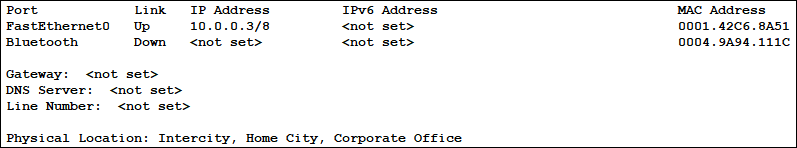 Port Link IP Address IPv6 Address MAC Address
FastEthernet0 Up 10.0.0.3/8 <not set> 0001.42C6.8A51
Bluetooth Down <not set> <not set> 0004.9A94.111C
Gateway: <not set>
DNS Server: <not set>
Line Number: <not set>
Physical Location: Intercity, Home City, Corporate Office